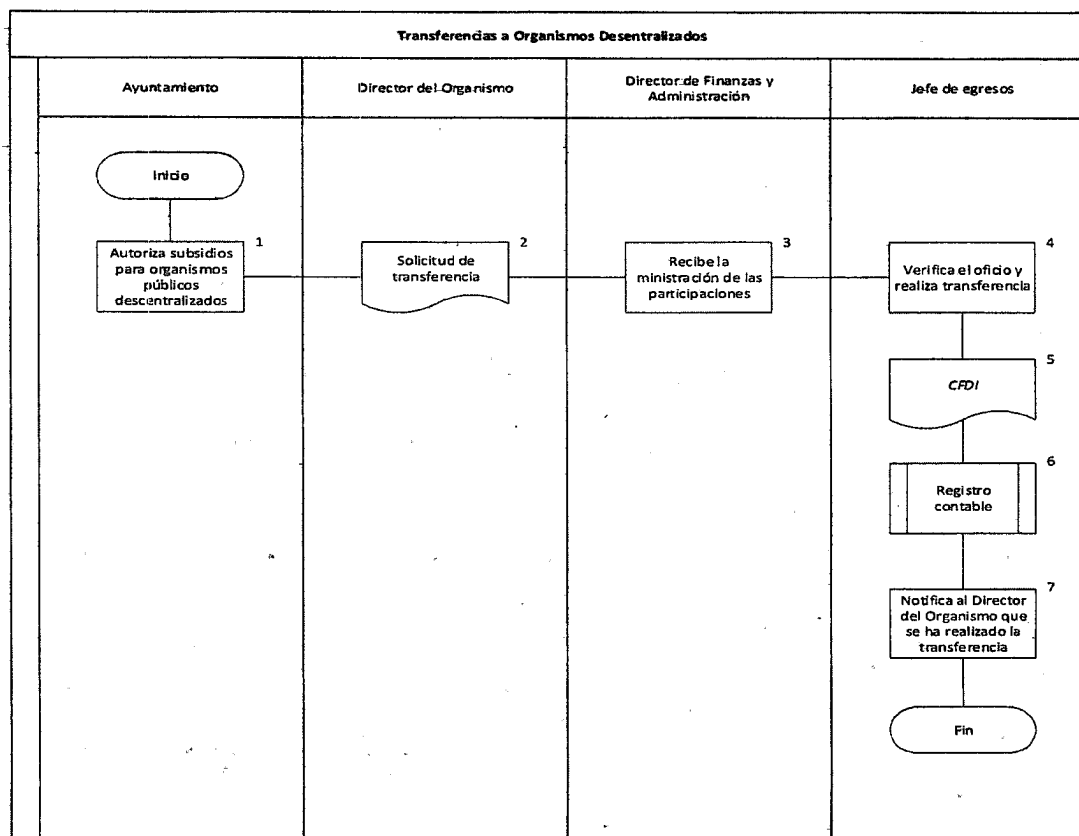 Transferencias a Organismos Desentralizados
Ayuntamiento
Director del Organismo
Director de Finanzas y
Administración
Jefe de egresos
Inicio
1
Autoriza subsidios
para organismos
públicos
descentralizados
2
Solicitud de
transferencia
3
Recibe la
ministración de las
participaciones
4
Verifica el oficio y
realiza transferencia
5
CFDI
6
Registro
contable
7
Notifica al Director
del Organismo que
se ha realizado la
transferencia
Fin